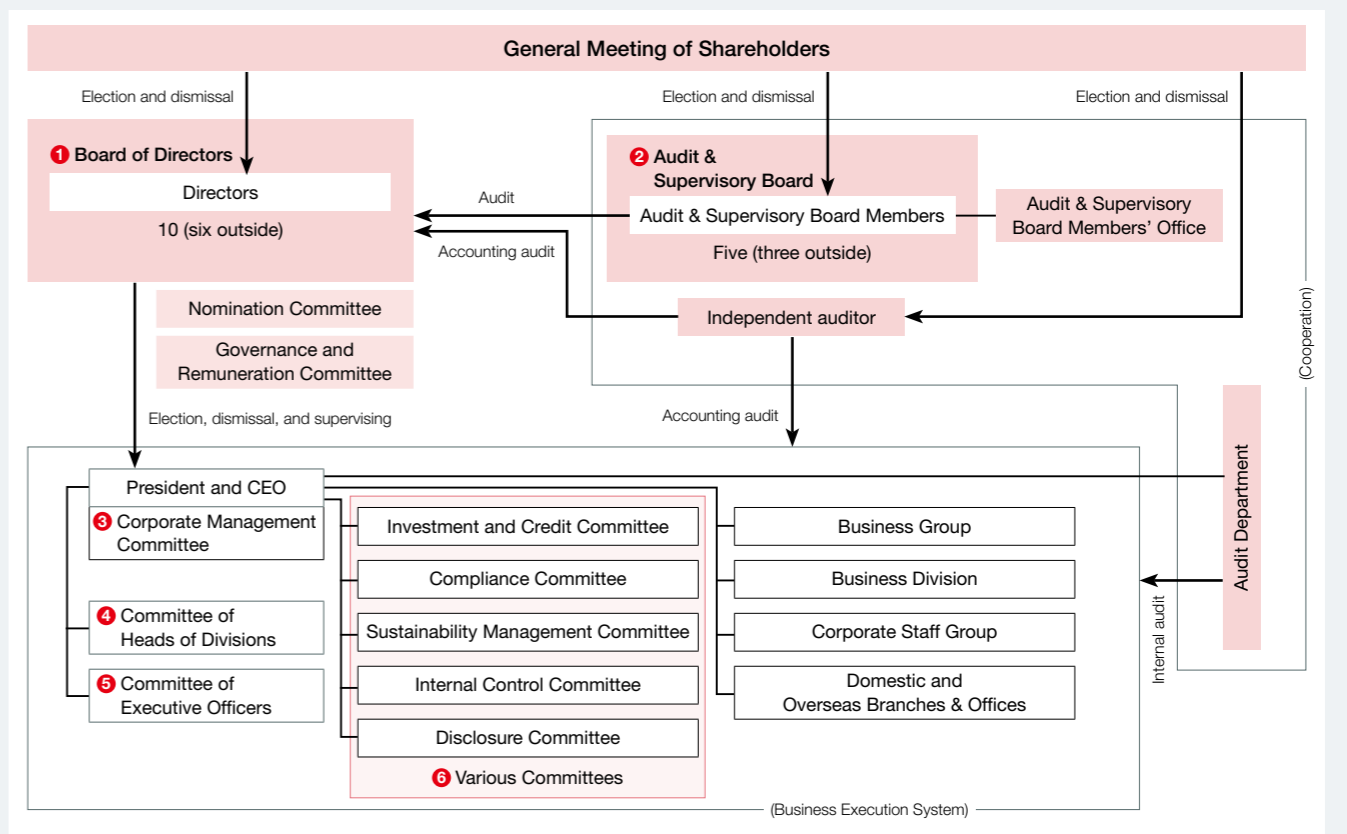 General Meeting of Shareholders
Election and dismissal
Election and dismissal
Election and dismissal
1 Board of Directors
Directors
10 (six outside)
Audit
Accounting audit
2 Audit &
Supervisory Board
Audit & Supervisory Board Members
Five (three outside)
Audit & Supervisory
Board Members’ Office
Independent auditor
(Cooperation)
Nomination Committee
Governance and
Remuneration Committee
Election, dismissal, and supervising
Accounting audit
President and CEO
3 Corporate Management
Committee
4 Committee of
Heads of Divisions
5 Committee of
Executive Officers
Investment and Credit Committee
Compliance Committee
Sustainability Management Committee
Internal Control Committee
Disclosure Committee
6 Various Committees
Business Group
Business Division
Corporate Staff Group
Domestic and
Overseas Branches & Offices
Audit Department
Internal audit
(Business Execution System)